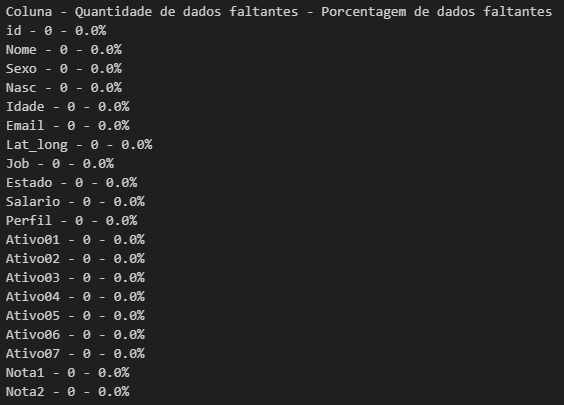 Coluna - Quantidade de dados faltantes - Porcentagem de dados faltantes
id - 0 - 0.0%
Nome - 0 - 0.0%
Sexo - 0 - 0.0%
Nasc - 0 - 0.0%
Idade - 0 - 0.0%
Email - 0 - 0.0%
Lat_long - 0 - 0.0%
Job - 0 - 0.0%
Estado - 0 - 0.0%
Salario - 0 - 0.0%
Perfil - 0 - 0.0%
Ativo01 - 0 - 0.0%
Ativo02 - 0 - 0.0%
Ativo03 - 0 - 0.0%
Ativo04 - 0 - 0.0%
Ativo05 - 0 - 0.0%
Ativo06 - 0 - 0.0%
Ativo07 - 0 - 0.0%
Nota1 - 0 - 0.0%
Nota2 - 0 - 0.0%